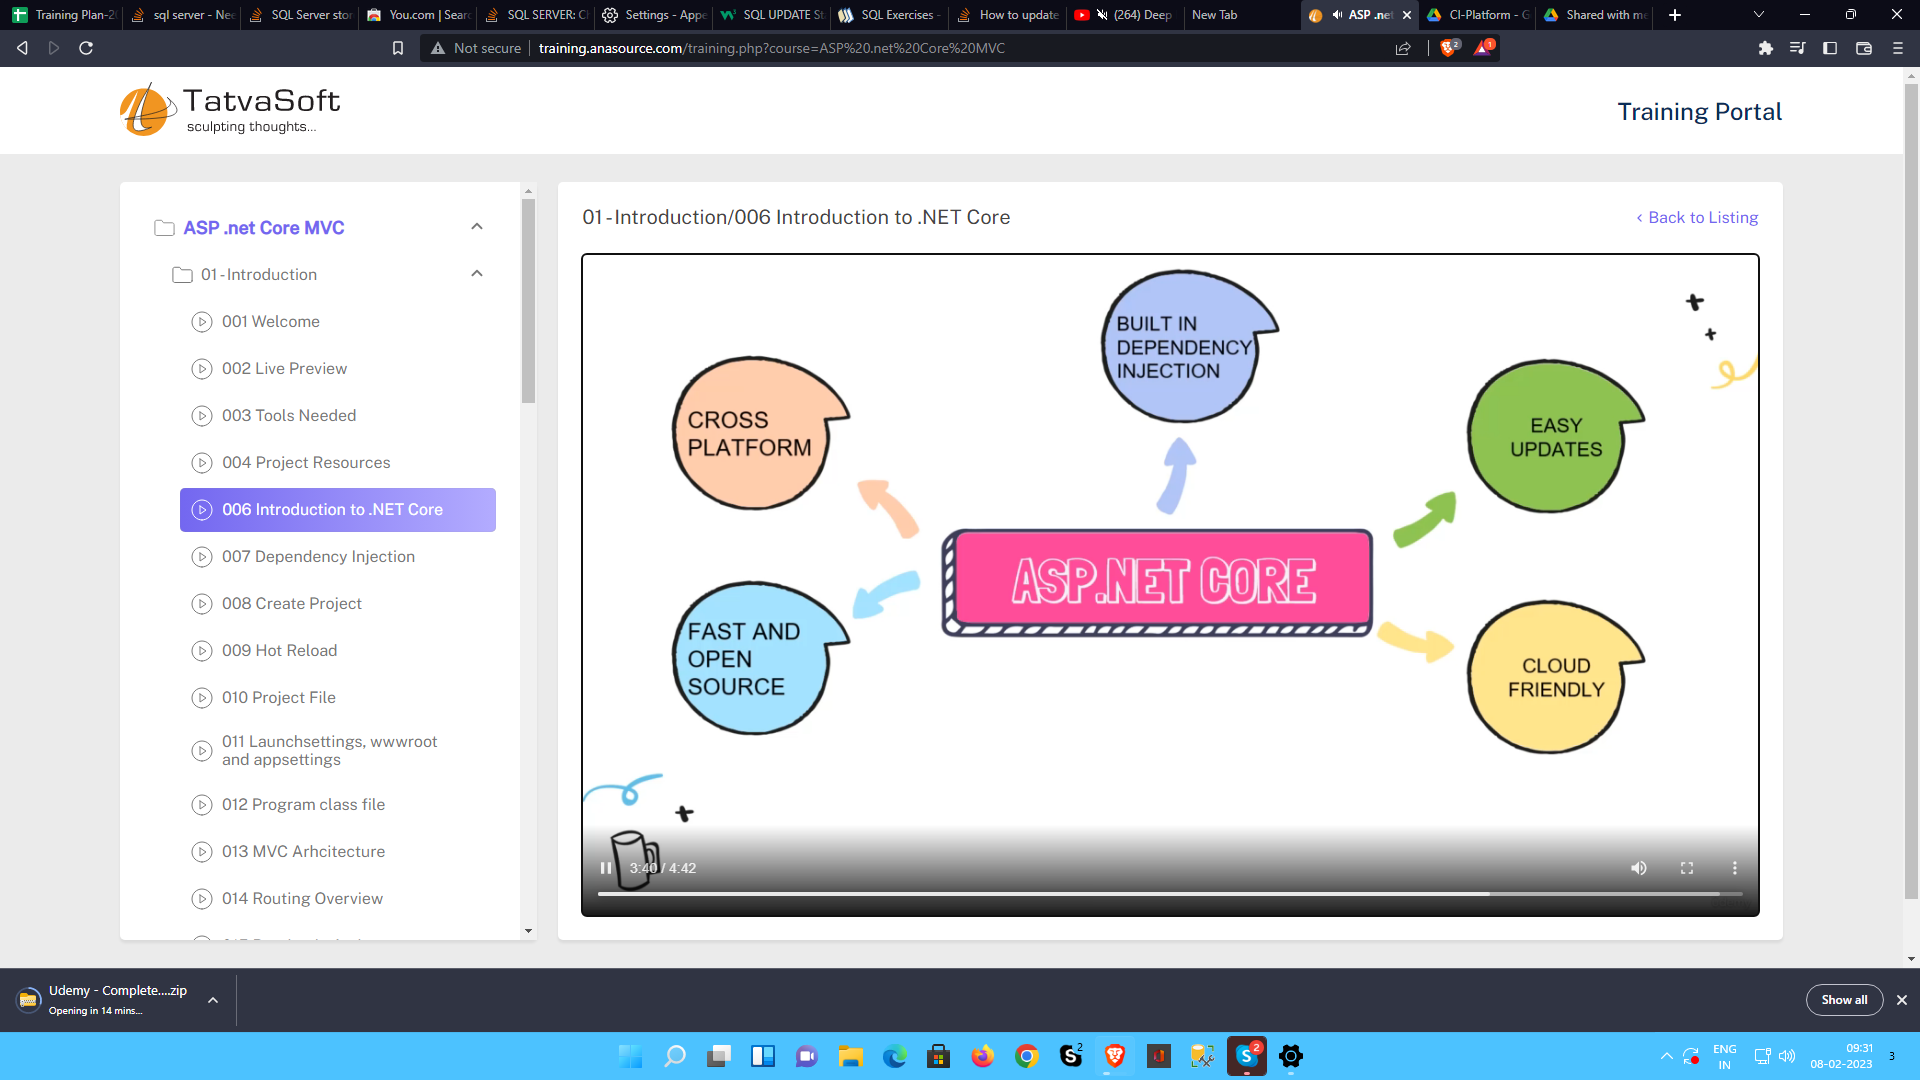 Training Plan-20
sql server - Nee
SQL Server stor
You.com | Searc
SQL SERVER: Ch
Settings - Appe
SQL UPDATE St
SQL Exercises -
How to update
(264) Deep
New Tab
ASP .net
CI-Platform - G
Shared with me
Not secure
training.anasource.com/training.php?course=ASP%20.net%20Core%20MVC
2
1
TatvaSoft
sculpting thoughts...
Training Portal
ASP .net Core MVC
01 - Introduction
001 Welcome
002 Live Preview
003 Tools Needed
004 Project Resources
006 Introduction to .NET Core
007 Dependency Injection
008 Create Project
009 Hot Reload
010 Project File
011 Launchsettings, wwwroot
and appsettings
012 Program class file
013 MVC Arhcitecture
014 Routing Overview
01 - Introduction/006 Introduction to .NET Core
‹ Back to Listing
BUILT IN
DEPENDENCY
INJECTION
CROSS
PLATFORM
EASY
UPDATES
ASP.NET CORE
FAST AND
OPEN
SOURCE
CLOUD
FRIENDLY
3:40 / 4:42
Udemy - Complete....zip
Opening in 14 mins...
Show all
2
2
ENG
IN
09:31
08-02-2023
3